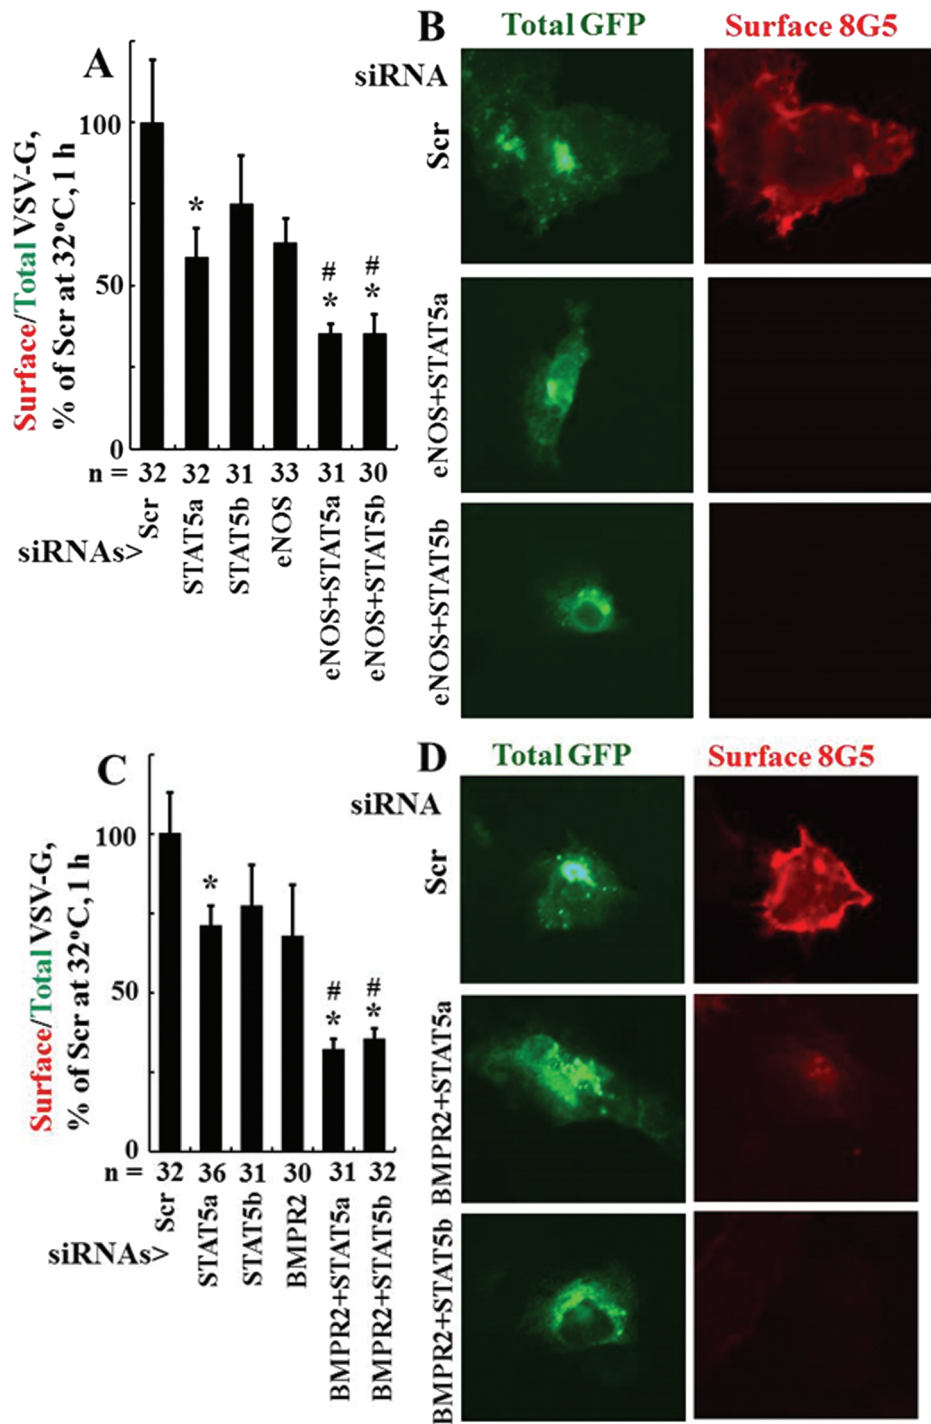 A
Surface/Total VSV-G,
% of Scr at 32ºC, 1 h
100
50
0
*
# *
# *
n = 32 32 31 33 31 30
siRNAs>
Scr
STAT5a
STAT5b
eNOS
eNOS+STAT5a
eNOS+STAT5b
B
Total GFP Surface 8G5
siRNA
Scr
eNOS+STAT5a
eNOS+STAT5b
C
Surface/Total VSV-G,
% of Scr at 32ºC, 1 h
100
50
0
*
# *
# *
n = 32 36 31 30 31 32
siRNAs>
Scr
STAT5a
STAT5b
BMPR2
BMPR2+STAT5a
BMPR2+STAT5b
D
Total GFP Surface 8G5
siRNA
Scr
BMPR2+STAT5a
BMPR2+STAT5b